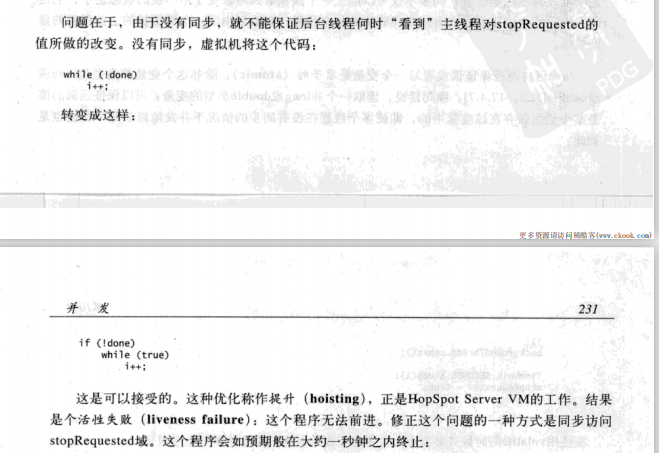 问题在于，由于没有同步，就不能保证后台线程何时“看到”主线程对stopRequested的
值所做的改变。没有同步，虚拟机将这个代码：
while (!done)
i++;
转变成这样：
PDG
更多资源请访问稀酷客(www.ckook.com)
并 发 231
if (!done)
while (true)
i++;
这是可以接受的。这种优化称作提升（hoisting），正是HopSpot Server VM的工作。结果
是个活性失败（liveness failure）：这个程序无法前进。修正这个问题的一种方式是同步访问
stopRequested域。这个程序会如预期般在大约一秒钟之内终止：